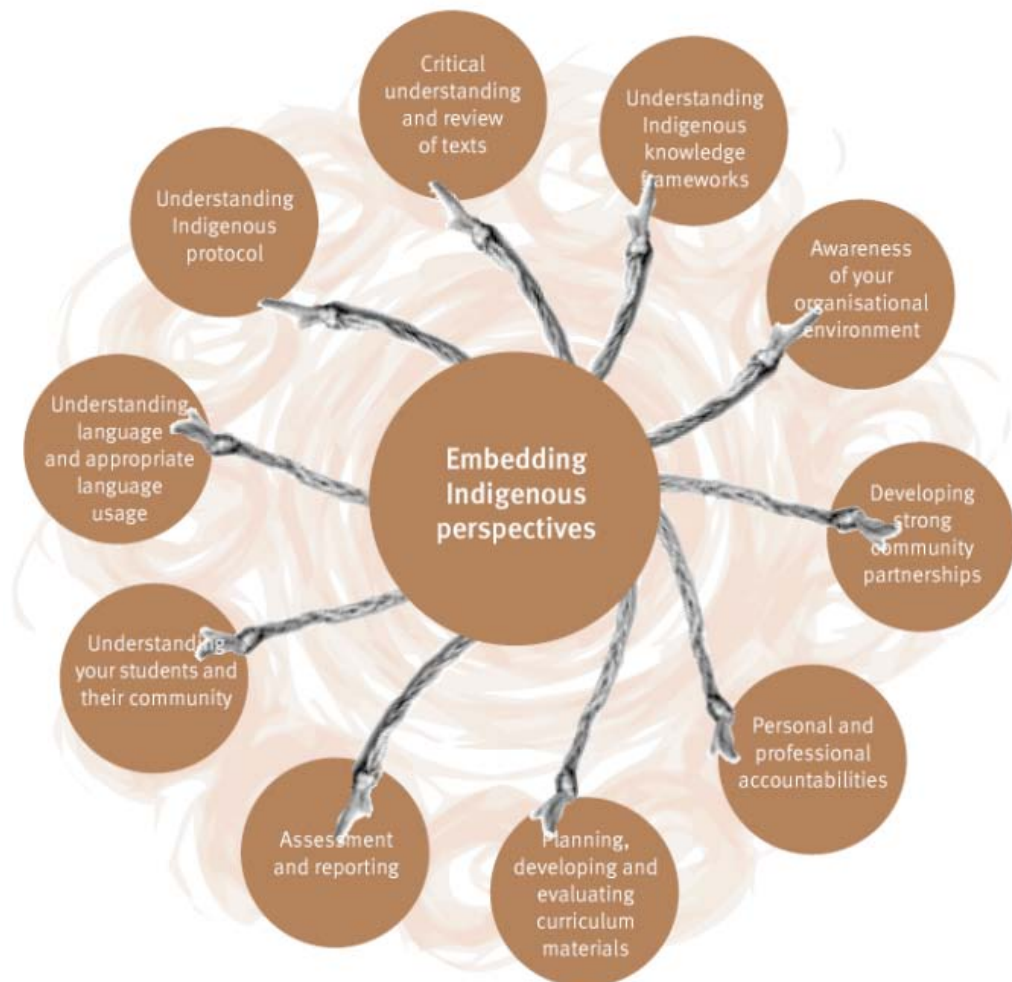 Critical
understanding
and review
of texts
Understanding
Indigenous
knowledge
frameworks
Awareness
of your
organisational
environment
Developing
strong
community
partnerships
Personal and
professional
accountabilities
Planning,
developing and
evaluating
curriculum
materials
Assessment
and reporting
Understanding
your students and
their community
Understanding
language
and appropriate
language
usage
Understanding
Indigenous
protocol
Embedding
Indigenous
perspectives